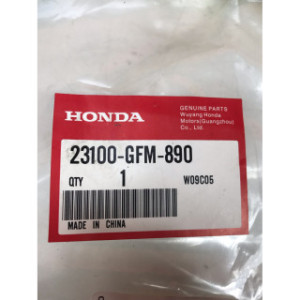 GENUINE PARTS
Wuyang Honda
Motors(Guangzhou)
Co., Ltd.
HONDA
23100-GFM-890
QTY 1 W09C05
MADE IN CHINA